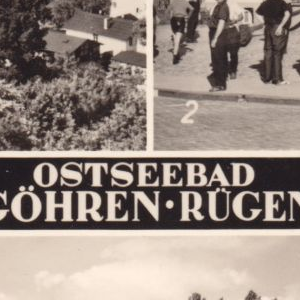 2
OSTSEEBAD
GÖHREN · RÜGEN